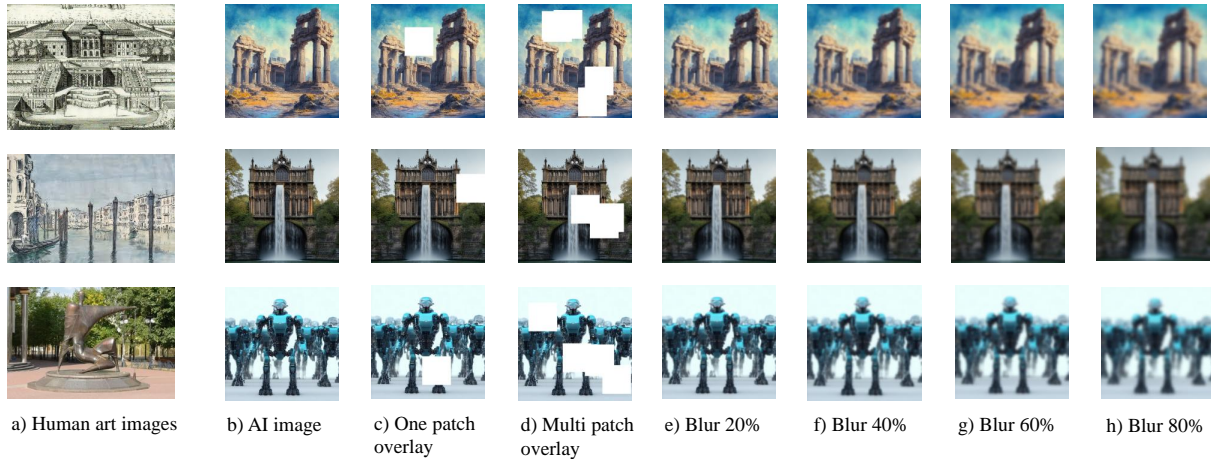 a) Human art images
b) AI image
c) One patch
overlay
d) Multi patch
overlay
e) Blur 20%
f) Blur 40%
g) Blur 60%
h) Blur 80%